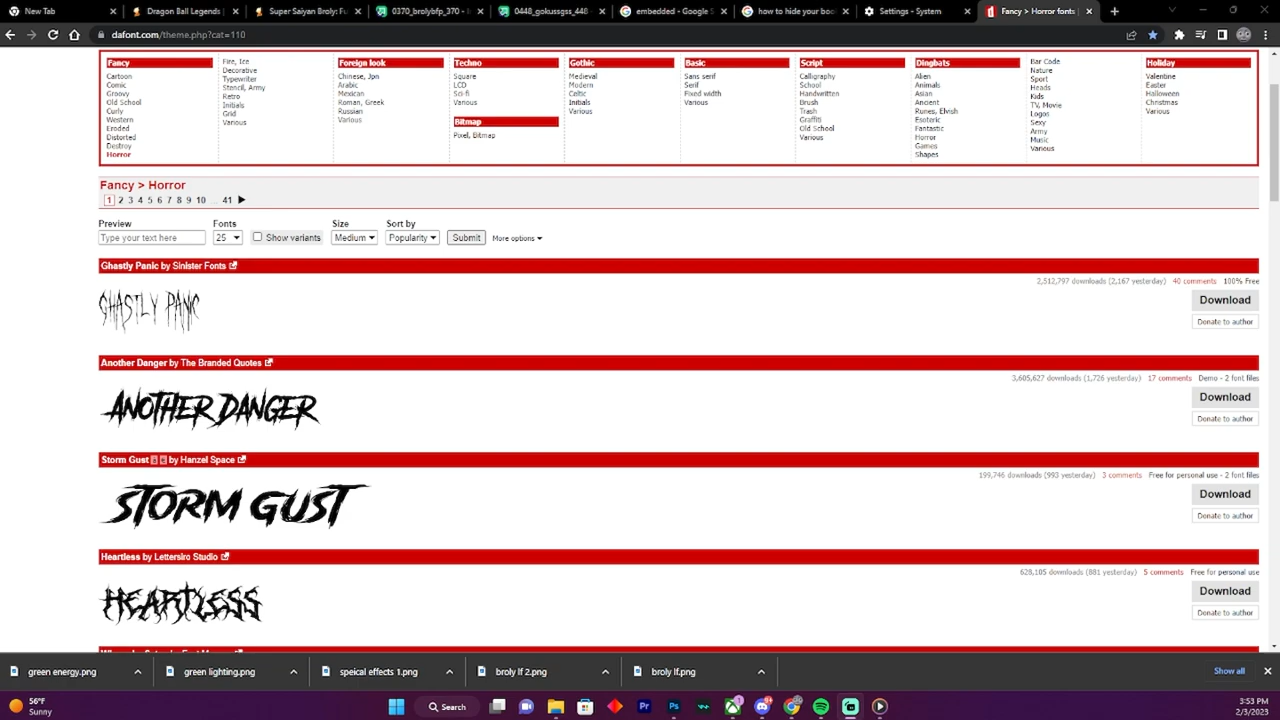 New Tab
Dragon Ball Legends |
Super Saiyan Broly: Fu
0370_brolybfp_370 - l
0448_gokussgss_448 -
embedded - Google S
how to hide your boo
Settings - System
Fancy > Horror fonts |
dafont.com/theme.php?cat=110
Fancy
Cartoon
Comic
Groovy
Old School
Curly
Western
Eroded
Distorted
Destroy
Horror
Fire, Ice
Decorative
Typewriter
Stencil, Army
Retro
Initials
Grid
Various
Foreign look
Chinese, Jpn
Arabic
Mexican
Roman, Greek
Russian
Various
Techno
Square
LCD
Sci-fi
Various
Bitmap
Pixel, Bitmap
Gothic
Medieval
Modern
Celtic
Initials
Various
Basic
Sans serif
Serif
Fixed width
Various
Script
Calligraphy
School
Handwritten
Brush
Trash
Graffiti
Old School
Various
Dingbats
Alien
Animals
Asian
Ancient
Runes, Elvish
Esoteric
Fantastic
Horror
Games
Shapes
Bar Code
Nature
Sport
Heads
Kids
TV, Movie
Logos
Sexy
Army
Music
Various
Holiday
Valentine
Easter
Halloween
Christmas
Various
Fancy > Horror
1 2 3 4 5 6 7 8 9 10 ... 41
Preview Fonts Size Sort by
Type your text here 25 Show variants Medium Popularity Submit More options
Ghastly Panic by Sinister Fonts
2,512,797 downloads (2,167 yesterday) 40 comments 100% Free
GHASTLY PANIC
Download
Donate to author
Another Danger by The Branded Quotes
3,605,627 downloads (1,726 yesterday) 17 comments Demo - 2 font files
ANOTHER DANGER
Download
Donate to author
Storm Gust by Hanzel Space
199,746 downloads (993 yesterday) 3 comments Free for personal use - 2 font files
STORM GUST
Download
Donate to author
Heartless by Lettersiro Studio
628,105 downloads (881 yesterday) 5 comments Free for personal use
HEARTLESS
Download
Donate to author
green energy.png
green lighting.png
speical effects 1.png
broly lf 2.png
broly lf.png
Show all
56°F
Sunny
Search
Pr
Ps
3:53 PM
2/3/2023